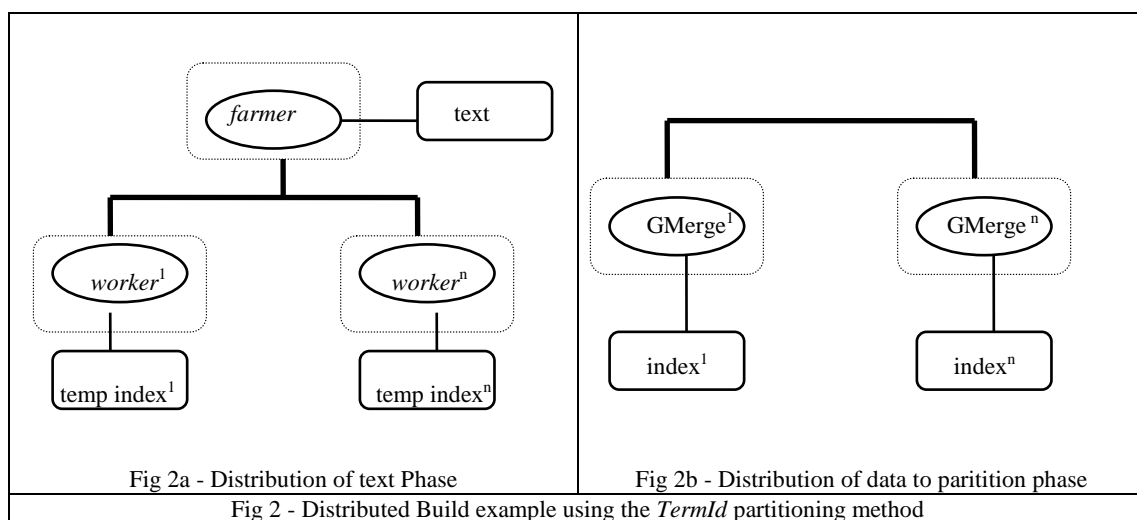 farmer
text
worker1
workern
temp index1
temp indexn
Fig 2a - Distribution of text Phase
GMerge1
GMerge n
index1
indexn
Fig 2b - Distribution of data to paritition phase
Fig 2 - Distributed Build example using the TermId partitioning method